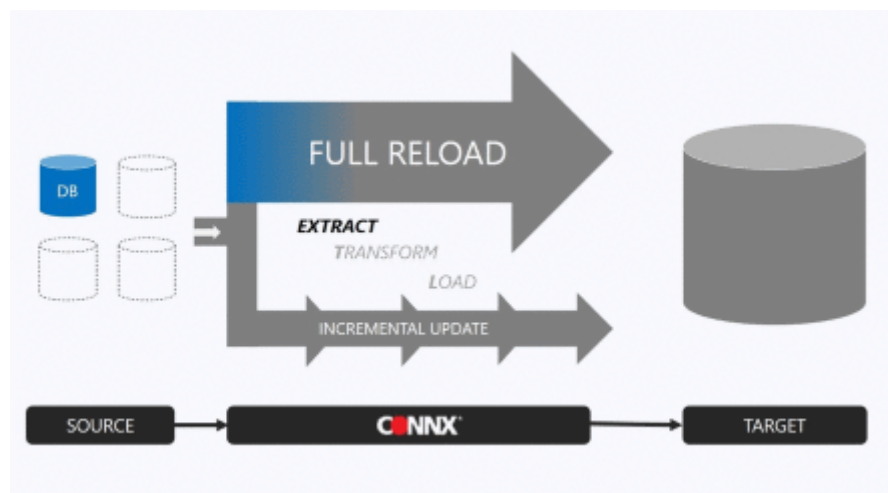 FULL RELOAD
DB
EXTRACT
TRANSFORM
LOAD
INCREMENTAL UPDATE
SOURCE
CONNX
TARGET